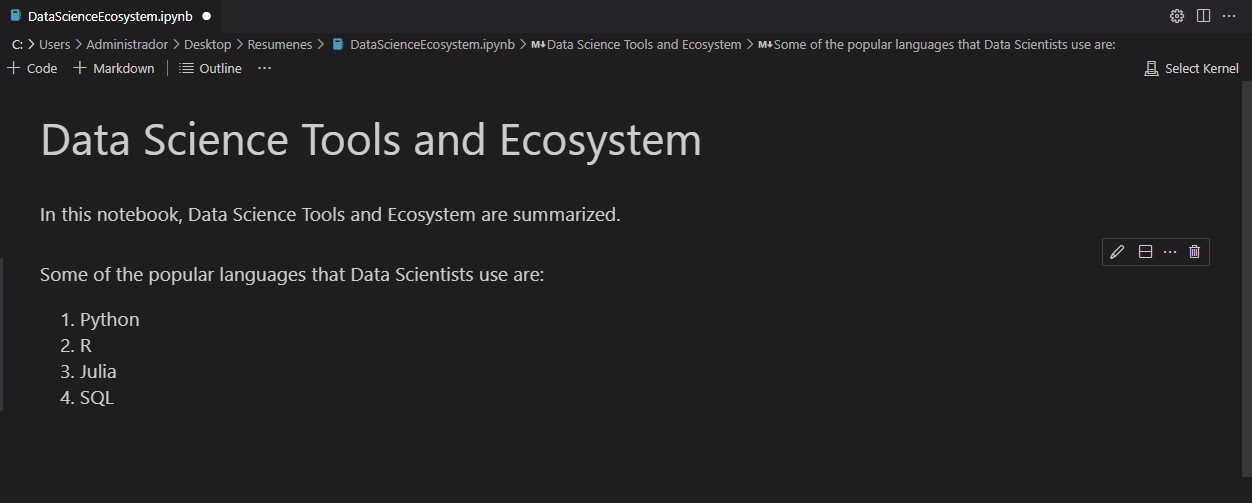 DataScienceEcosystem.ipynb
C: > Users > Administrador > Desktop > Resumenes > DataScienceEcosystem.ipynb > M↓Data Science Tools and Ecosystem > M↓Some of the popular languages that Data Scientists use are:
+ Code + Markdown | Outline ··· Select Kernel
Data Science Tools and Ecosystem
In this notebook, Data Science Tools and Ecosystem are summarized.
Some of the popular languages that Data Scientists use are:
1. Python
2. R
3. Julia
4. SQL